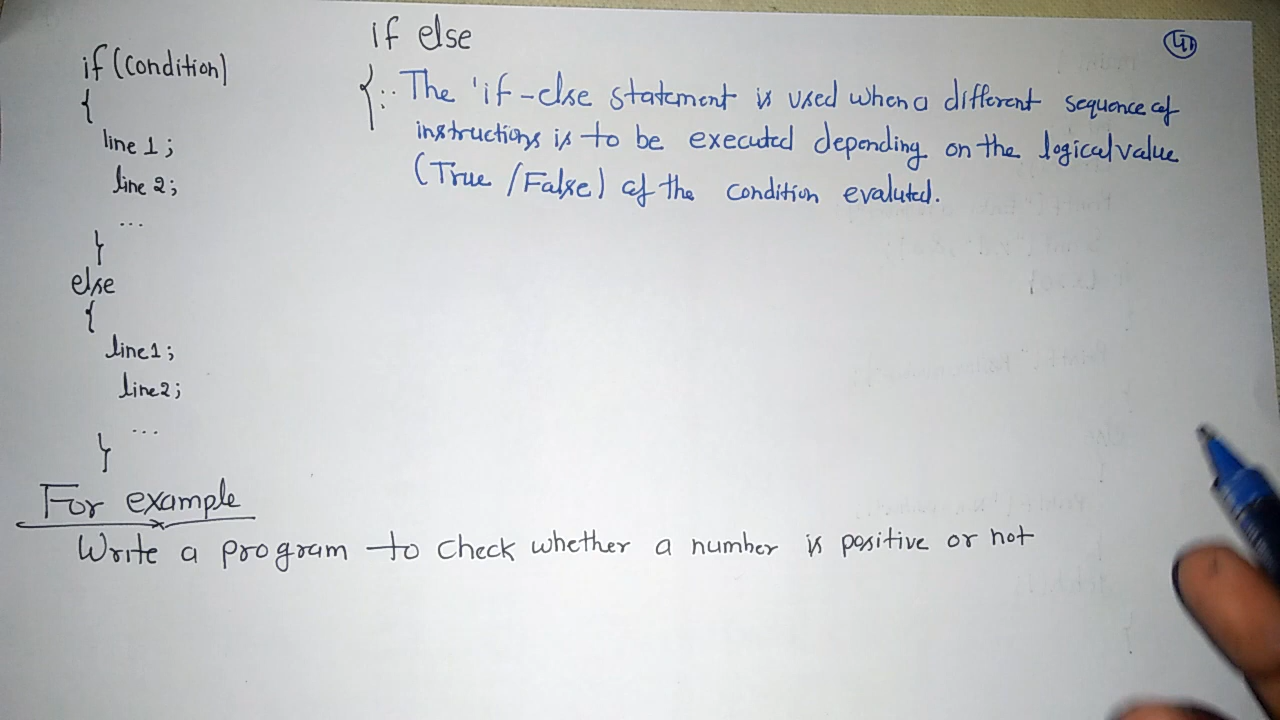 if else
4
{∴ The 'if-else statement is used when a different sequence of
instructions is to be executed depending on the logical value
(True / False) of the condition evaluted.
if (Condition)
{
line 1;
line 2;
...
}
else
{
line1;
line2;
...
}
For example
Write a program to check whether a number is positive or not